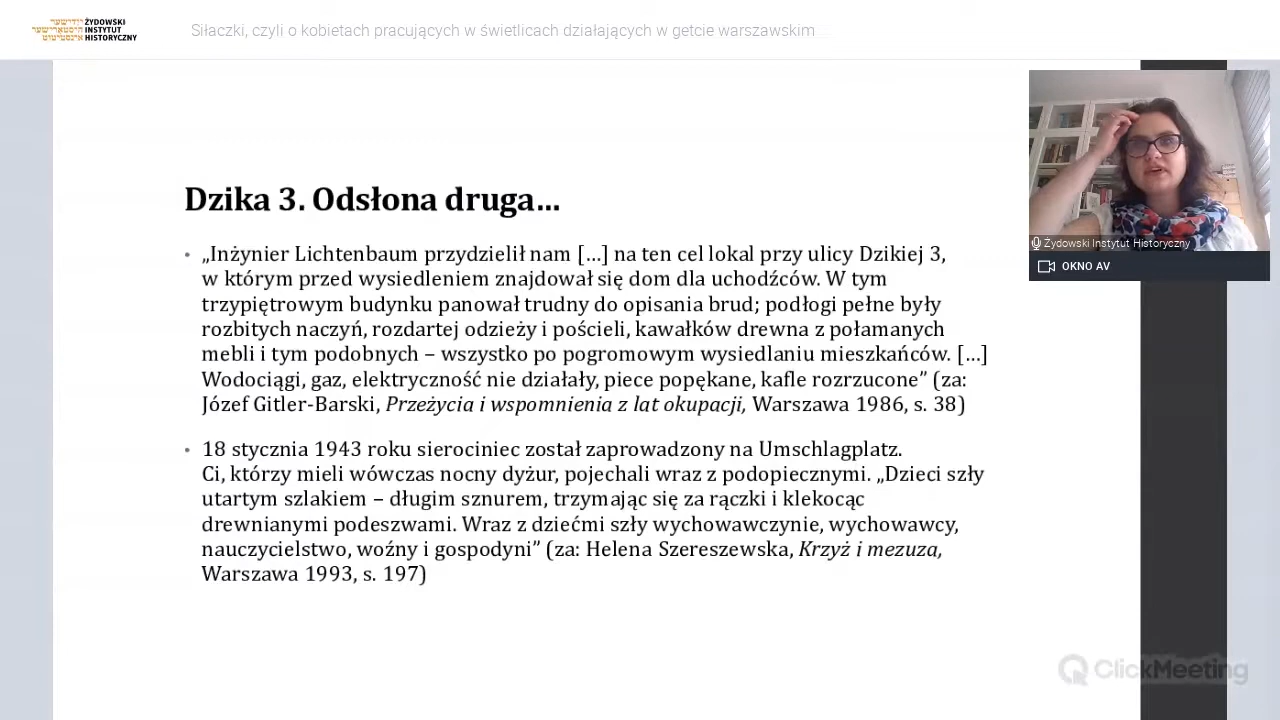 ייִדישער
היסטאָרישער
אינסטיטוט
ŻYDOWSKI
INSTYTUT
HISTORYCZNY
Siłaczki, czyli o kobietach pracujących w świetlicach działających w getcie warszawskim...
Dzika 3. Odsłona druga...
• „Inżynier Lichtenbaum przydzielił nam [...] na ten cel lokal przy ulicy Dzikiej 3,
w którym przed wysiedleniem znajdował się dom dla uchodźców. W tym
trzypiętrowym budynku panował trudny do opisania brud; podłogi pełne były
rozbitych naczyń, rozdartej odzieży i pościeli, kawałków drewna z połamanych
mebli i tym podobnych – wszystko po pogromowym wysiedlaniu mieszkańców. [...]
Wodociągi, gaz, elektryczność nie działały, piece popękane, kafle rozrzucone” (za:
Józef Gitler-Barski, Przeżycia i wspomnienia z lat okupacji, Warszawa 1986, s. 38)
• 18 stycznia 1943 roku sierociniec został zaprowadzony na Umschlagplatz.
Ci, którzy mieli wówczas nocny dyżur, pojechali wraz z podopiecznymi. „Dzieci szły
utartym szlakiem – długim sznurem, trzymając się za rączki i klekocąc
drewnianymi podeszwami. Wraz z dziećmi szły wychowawczynie, wychowawcy,
nauczycielstwo, woźny i gospodyni” (za: Helena Szereszewska, Krzyż i mezuza,
Warszawa 1993, s. 197)
Żydowski Instytut Historyczny
OKNO AV
ClickMeeting